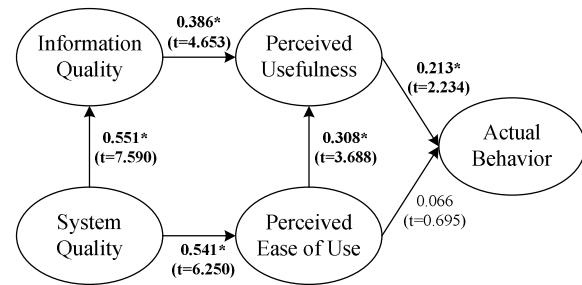 0.386*
(t=4.653)
Information
Quality
Perceived
Usefulness
0.213*
(t=2.234)
0.551*
(t=7.590)
0.308*
(t=3.688)
Actual
Behavior
0.066
(t=0.695)
System
Quality
0.541*
(t=6.250)
Perceived
Ease of Use